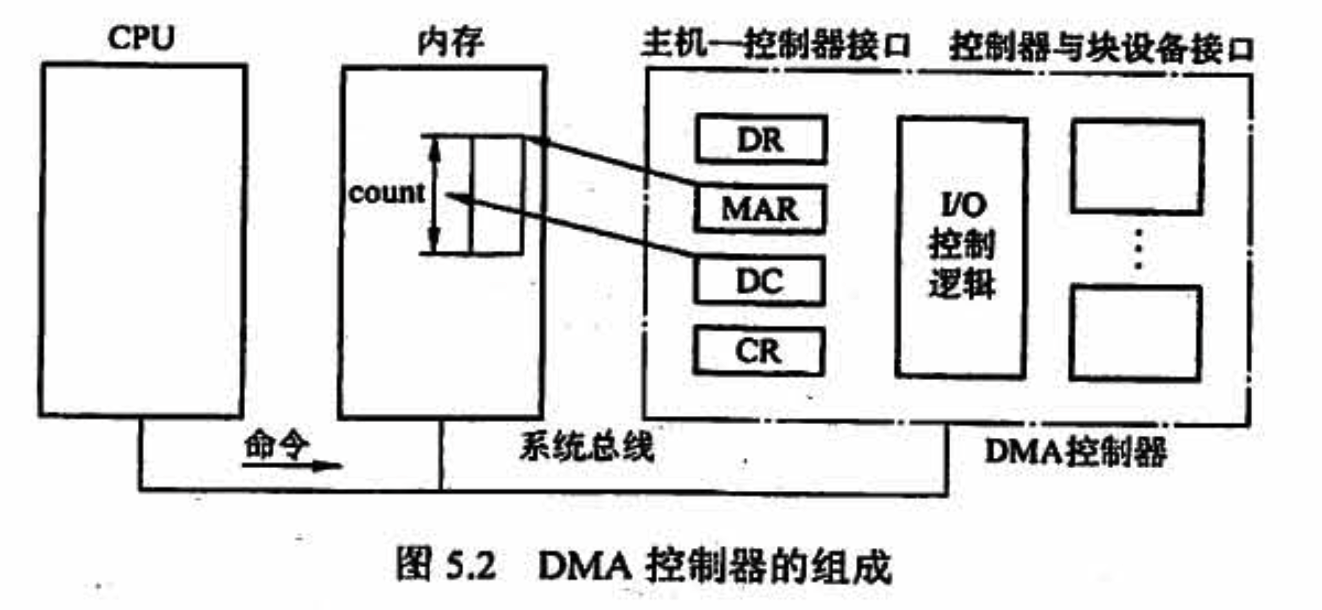 CPU
内存
主机—控制器接口
控制器与块设备接口
count
DR
MAR
DC
CR
I/O
控制
逻辑
命令
系统总线
DMA控制器
图 5.2 DMA 控制器的组成